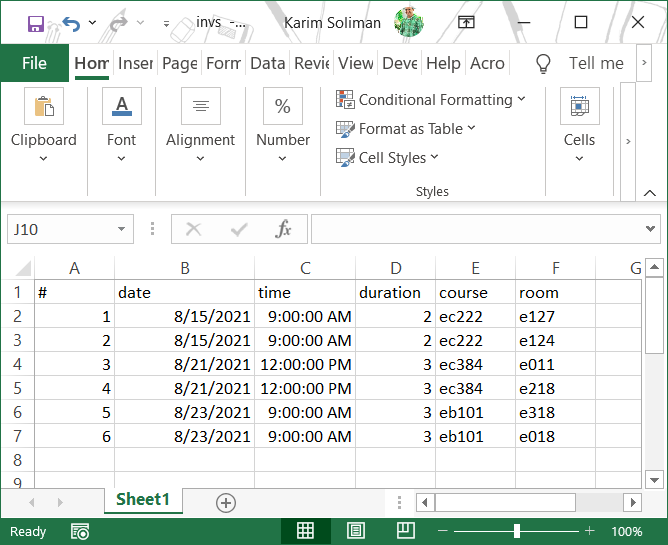 invs -... Karim Soliman
File Hom Inser Page Form Data Revie View Deve Help Acro Tell me
Clipboard Font Alignment Number Conditional Formatting Format as Table Cell Styles Cells
Styles
J10 fx
A B C D E F G
1 # date time duration course room
2 1 8/15/2021 9:00:00 AM 2 ec222 e127
3 2 8/15/2021 9:00:00 AM 2 ec222 e124
4 3 8/21/2021 12:00:00 PM 3 ec384 e011
5 4 8/21/2021 12:00:00 PM 3 ec384 e218
6 5 8/23/2021 9:00:00 AM 3 eb101 e318
7 6 8/23/2021 9:00:00 AM 3 eb101 e018
8
9
Sheet1
Ready 100%